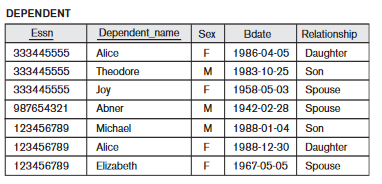 DEPENDENT
Essn Dependent_name Sex Bdate Relationship
333445555 Alice F 1986-04-05 Daughter
333445555 Theodore M 1983-10-25 Son
333445555 Joy F 1958-05-03 Spouse
987654321 Abner M 1942-02-28 Spouse
123456789 Michael M 1988-01-04 Son
123456789 Alice F 1988-12-30 Daughter
123456789 Elizabeth F 1967-05-05 Spouse